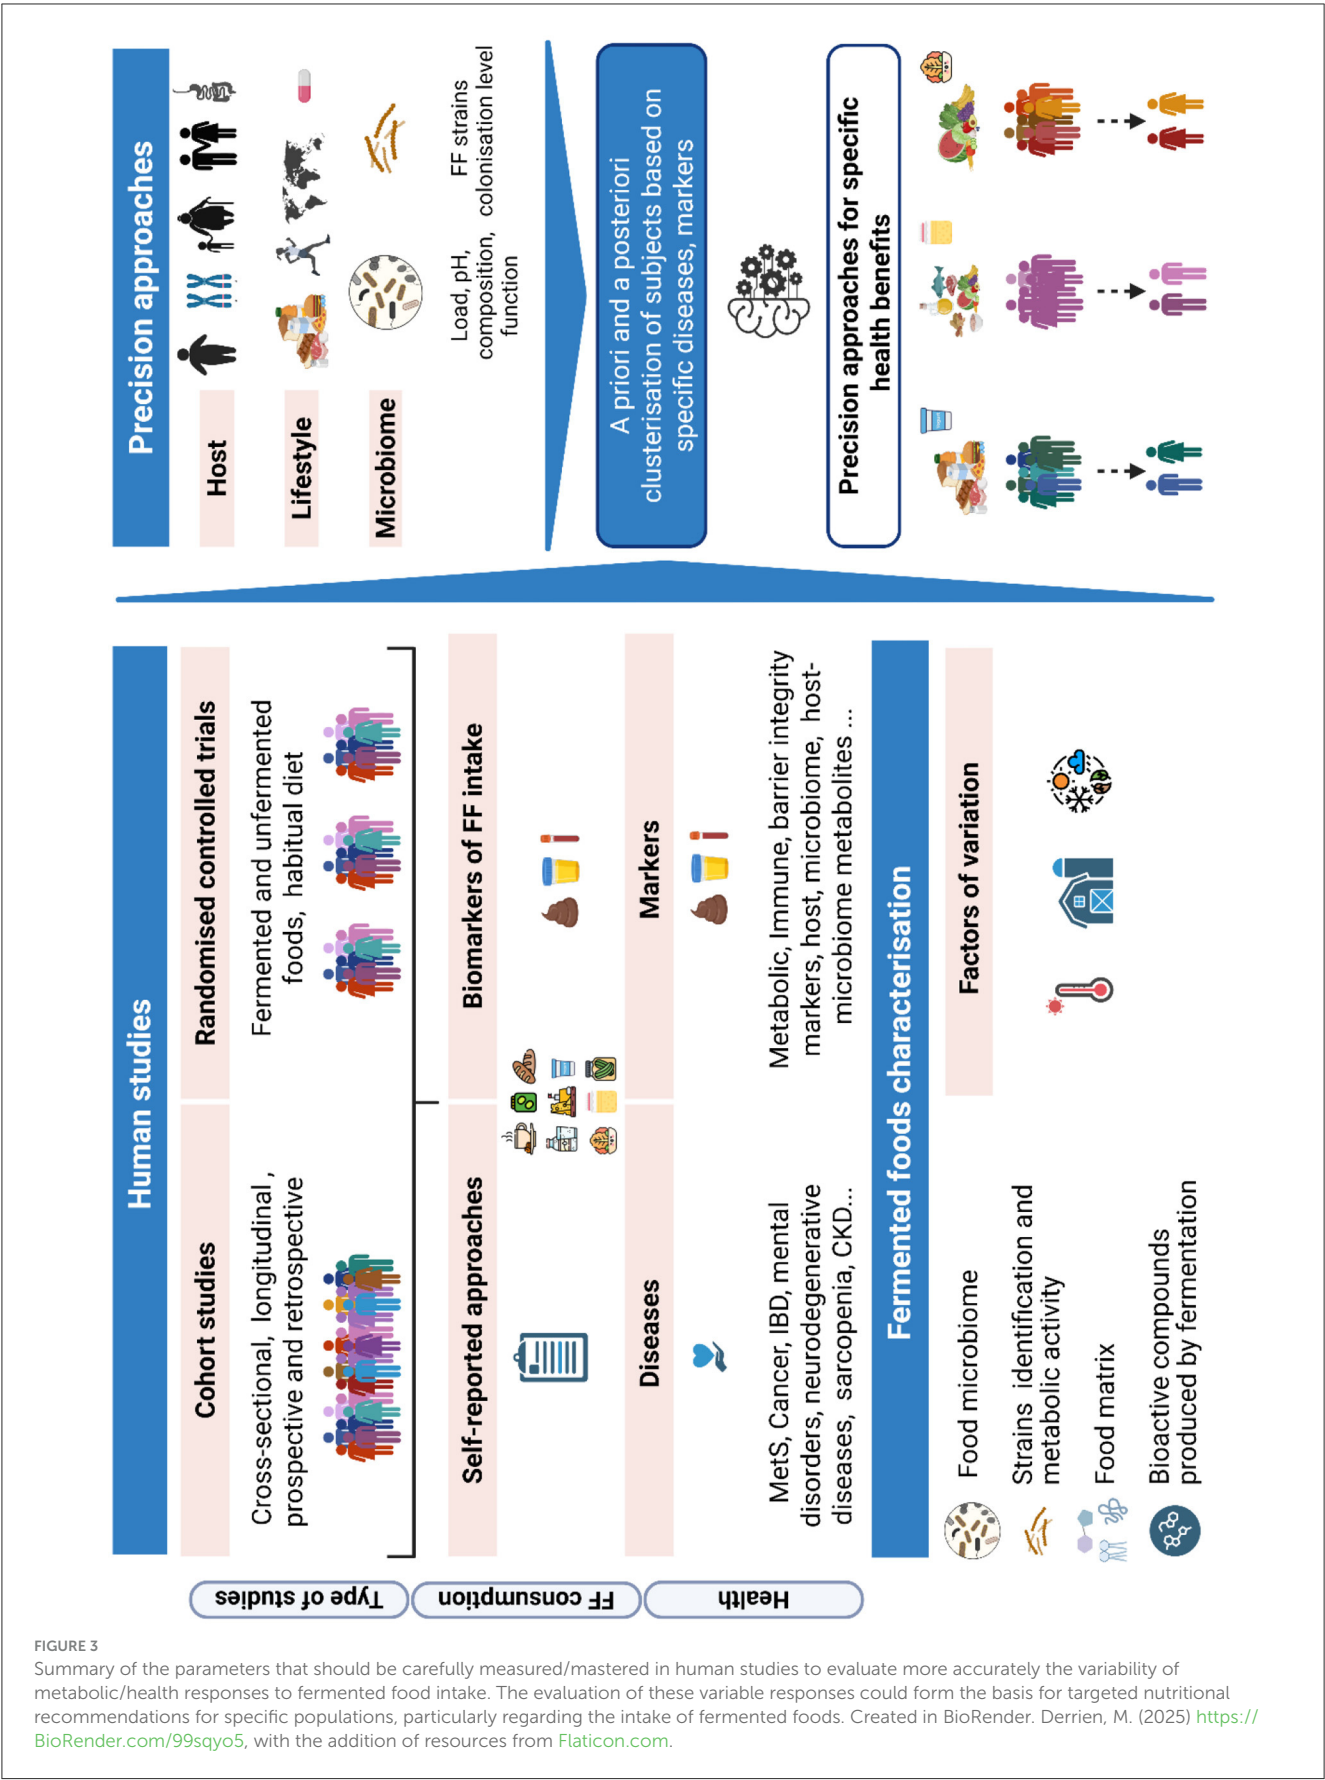 Human studies
Type of studies
Cohort studies
Cross-sectional, longitudinal,
prospective and retrospective
Randomised controlled trials
Fermented and unfermented
foods, habitual diet
FF consumption
Self-reported approaches
Biomarkers of FF intake
Health
Diseases
MetS, Cancer, IBD, mental
disorders, neurodegenerative
diseases, sarcopenia, CKD...
Markers
Metabolic, Immune, barrier integrity
markers, host, microbiome, host-
microbiome metabolites ...
Fermented foods characterisation
Food microbiome
Strains identification and
metabolic activity
Food matrix
Bioactive compounds
produced by fermentation
Factors of variation
Precision approaches
Host
Lifestyle
Microbiome
Load, pH,
composition,
function
FF strains
colonisation level
A priori and a posteriori
clusterisation of subjects based on
specific diseases, markers
Precision approaches for specific
health benefits
FIGURE 3
Summary of the parameters that should be carefully measured/mastered in human studies to evaluate more accurately the variability of
metabolic/health responses to fermented food intake. The evaluation of these variable responses could form the basis for targeted nutritional
recommendations for specific populations, particularly regarding the intake of fermented foods. Created in BioRender. Derrien, M. (2025) https://
BioRender.com/99sqyo5, with the addition of resources from Flaticon.com.